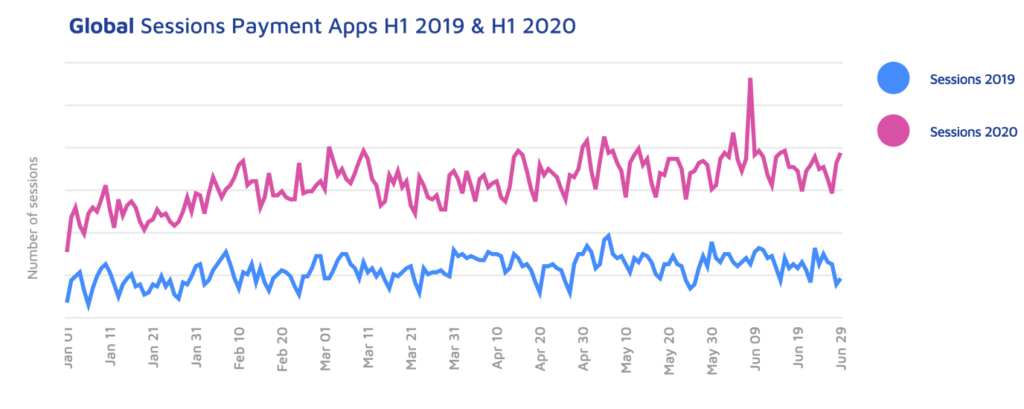 Global Sessions Payment Apps H1 2019 & H1 2020
Sessions 2019
Sessions 2020
Number of sessions
Jan 01
Jan 11
Jan 21
Jan 31
Feb 10
Feb 20
Mar 01
Mar 11
Mar 21
Mar 31
Apr 10
Apr 20
Apr 30
May 10
May 20
May 30
Jun 09
Jun 19
Jun 29